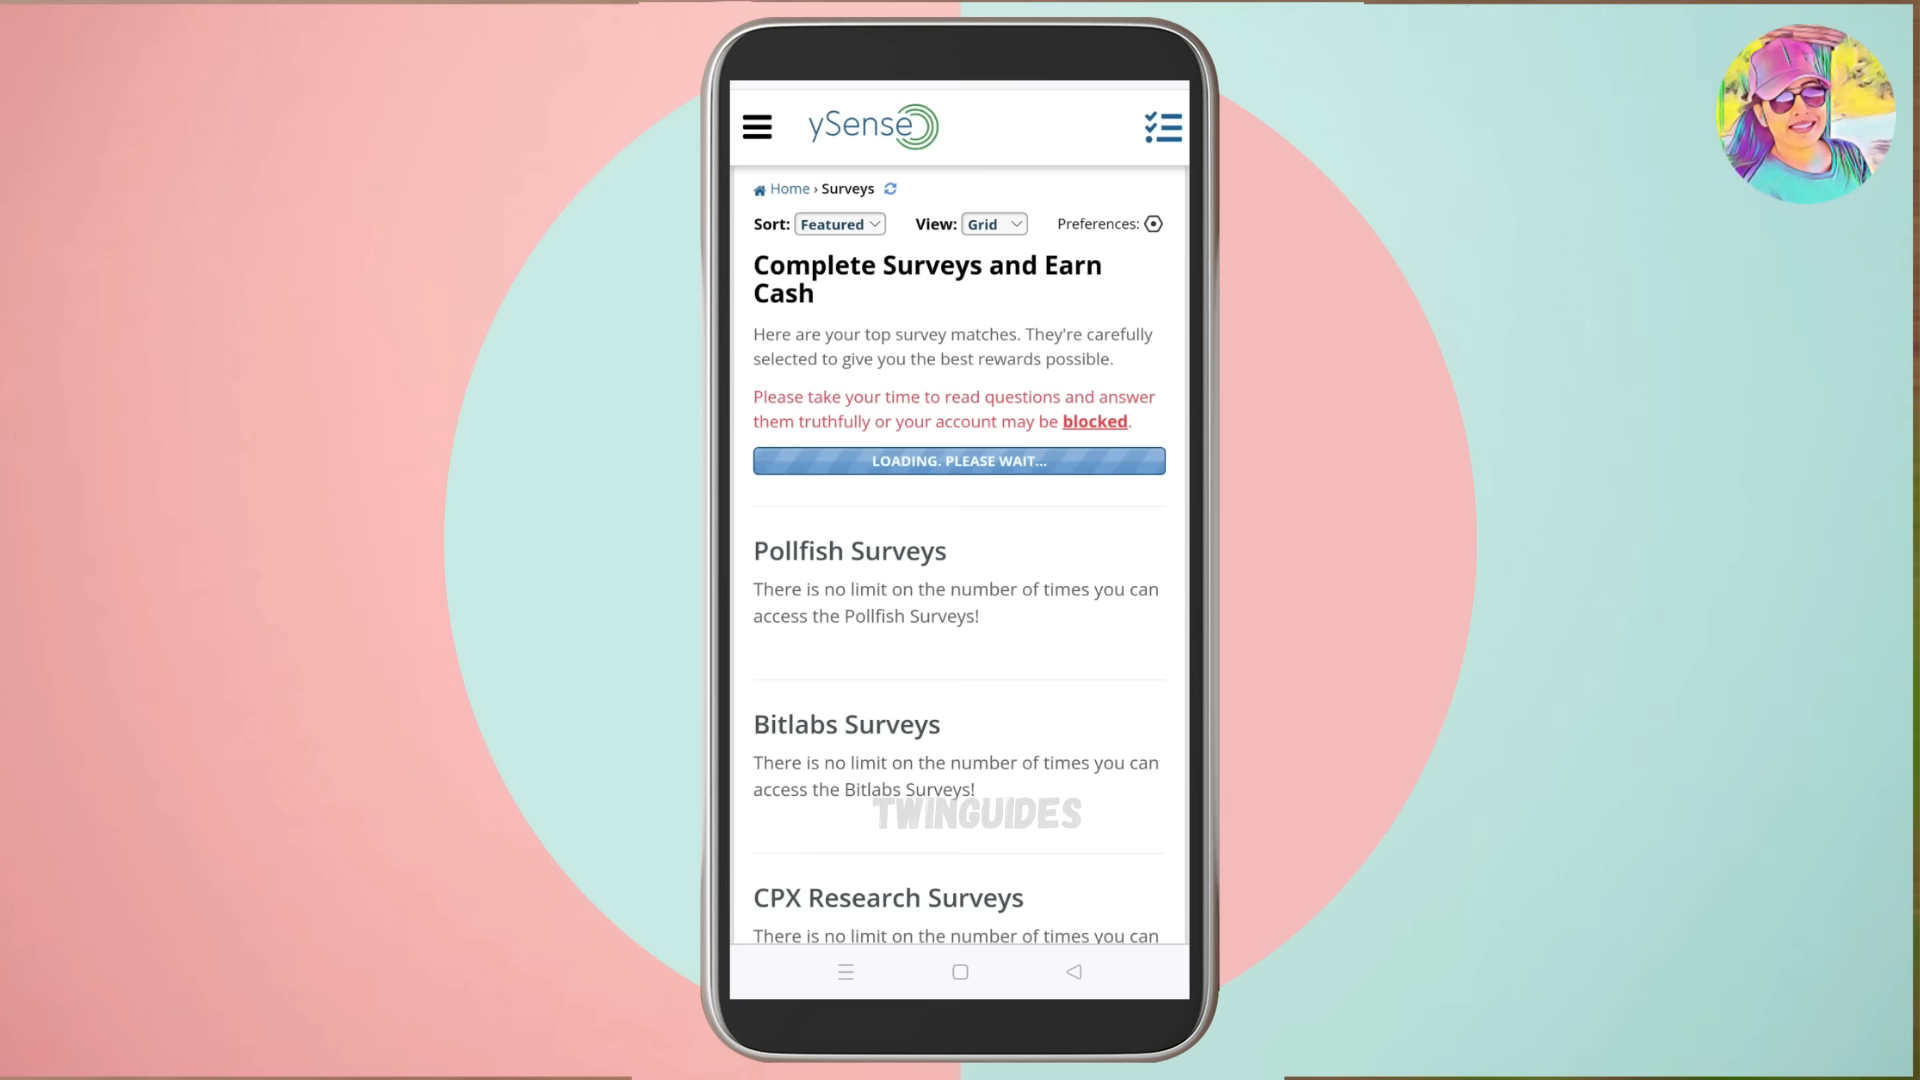 ySense
Home › Surveys
Sort: Featured View: Grid Preferences:
Complete Surveys and Earn
Cash
Here are your top survey matches. They're carefully
selected to give you the best rewards possible.
Please take your time to read questions and answer
them truthfully or your account may be blocked.
LOADING. PLEASE WAIT...
Pollfish Surveys
There is no limit on the number of times you can
access the Pollfish Surveys!
Bitlabs Surveys
There is no limit on the number of times you can
access the Bitlabs Surveys!
TWINGUIDES
CPX Research Surveys
There is no limit on the number of times you can